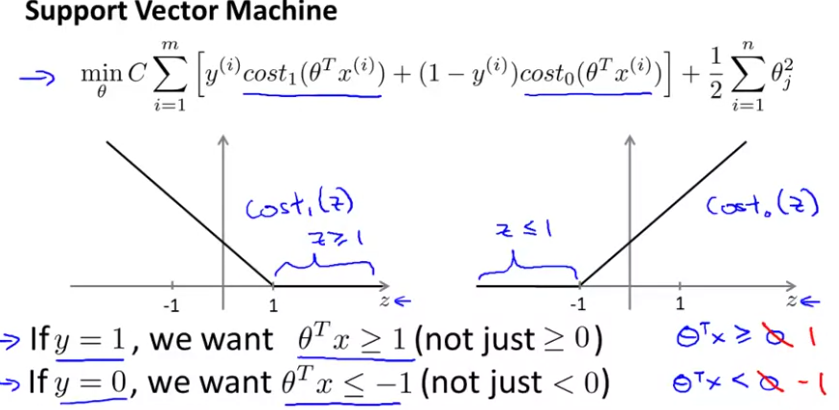 Support Vector Machine
→ min_θ C ∑_{i=1}^{m} [y^{(i)}cost_1(θ^T x^{(i)}) + (1 − y^{(i)})cost_0(θ^T x^{(i)})] + 1/2 ∑_{i=1}^{n} θ_j^2
cost_1(z) cost_0(z)
z ≥ 1 z ≤ 1
-1 1 z ← -1 1 z ←
→ If y = 1, we want θ^T x ≥ 1 (not just ≥ 0) θ^T x ≥ 0 1
→ If y = 0, we want θ^T x ≤ −1 (not just < 0) θ^T x < 0 -1